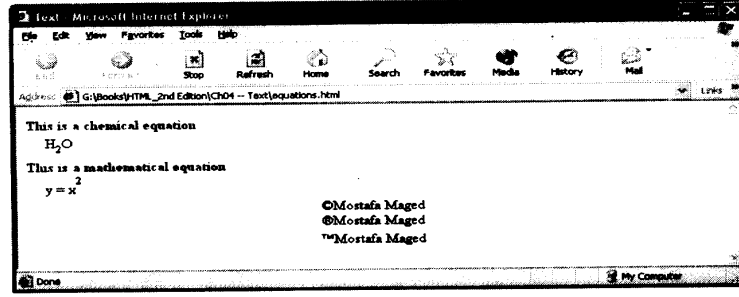 Text - Microsoft Internet Explorer
File Edit View Favorites Tools Help
Stop Refresh Home Search Favorites Media History Mail
Address G:\Books\HTML_2nd Edition\Ch04 -- Text\equations.html Links
This is a chemical equation
H₂O
This is a mathematical equation
y = x²
©Mostafa Maged
®Mostafa Maged
™Mostafa Maged
Done My Computer